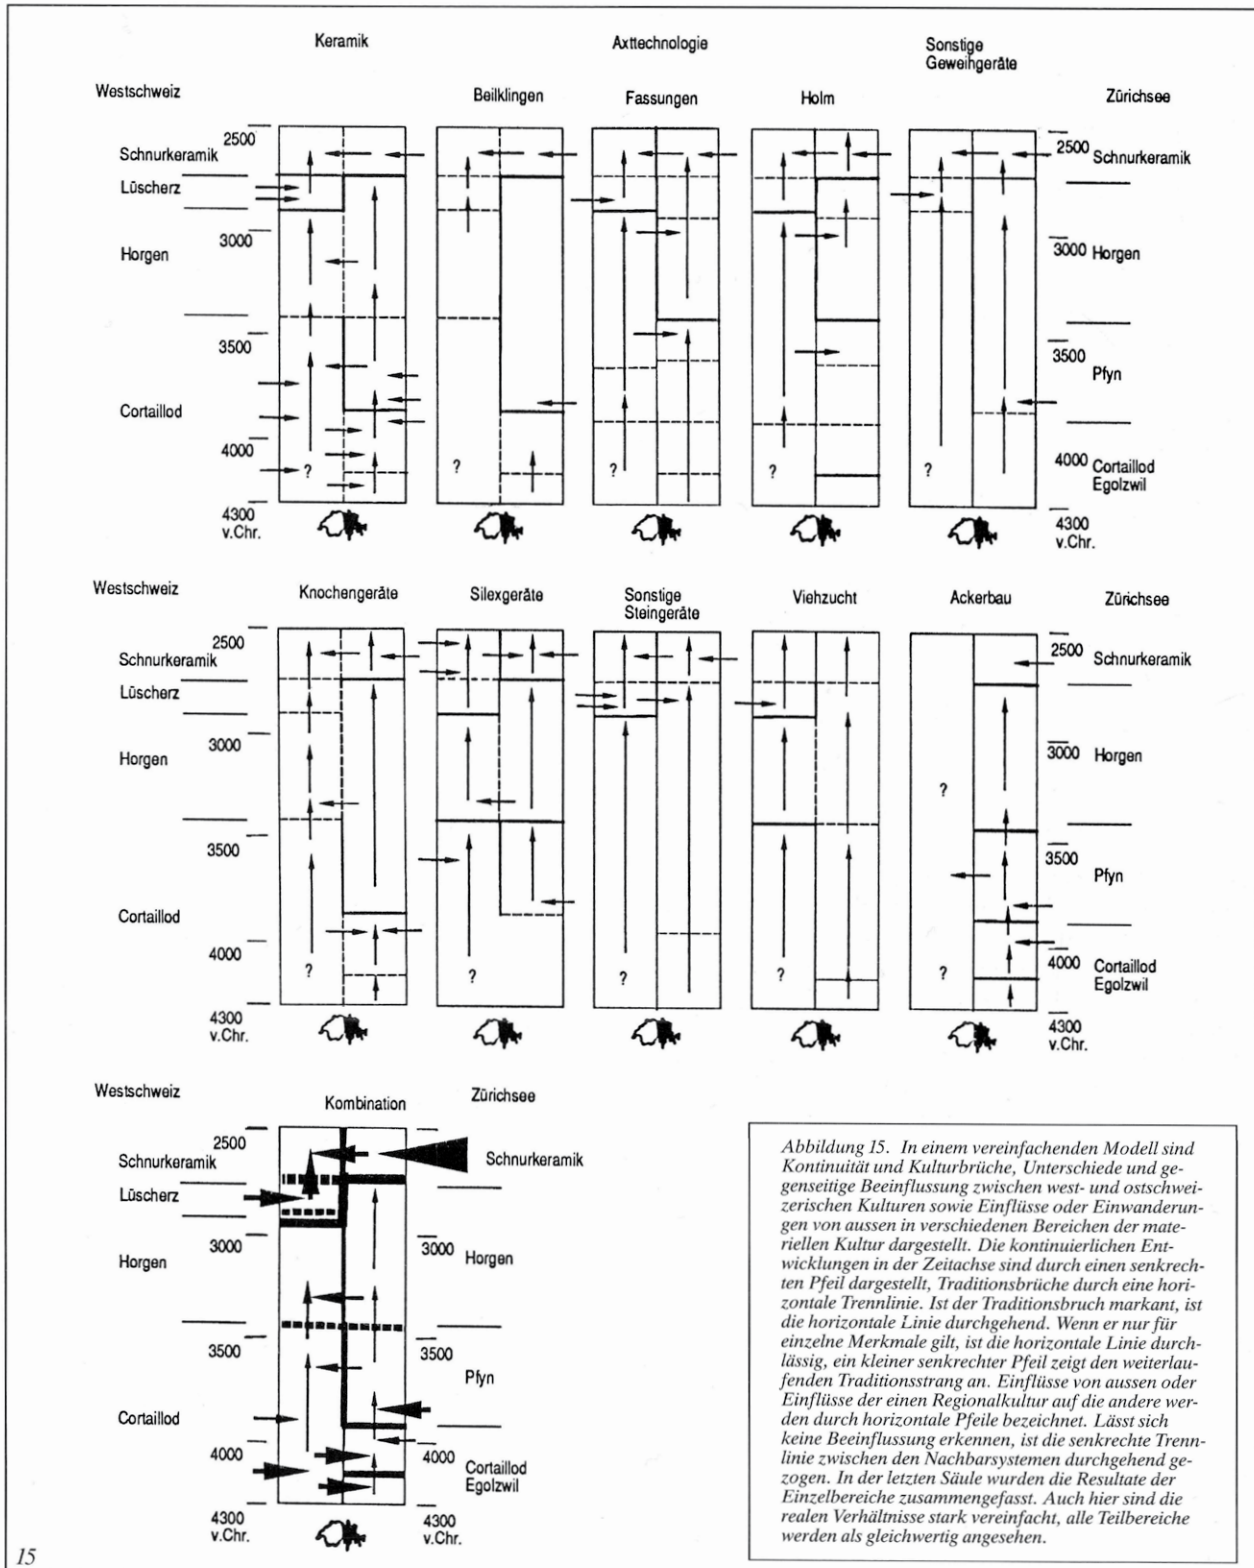 Keramik
Axttechnologie
Sonstige
Geweihgeräte
Westschweiz
Beilklingen
Fassungen
Holm
Zürichsee
2500
Schnurkeramik
Lüscherz
3000
Horgen
3500
Cortaillod
4000
4300
v.Chr.
?
?
?
?
?
2500
Schnurkeramik
3000
Horgen
3500
Pfyn
4000
Cortaillod
Egolzwil
4300
v.Chr.
Westschweiz
Knochengeräte
Silexgeräte
Sonstige
Steingeräte
Viehzucht
Ackerbau
Zürichsee
2500
Schnurkeramik
Lüscherz
3000
Horgen
3500
Cortaillod
4000
4300
v.Chr.
?
?
?
?
?
?
2500
Schnurkeramik
3000
Horgen
3500
Pfyn
4000
Cortaillod
Egolzwil
4300
v.Chr.
Westschweiz
Kombination
Zürichsee
2500
Schnurkeramik
Lüscherz
3000
Horgen
3500
Cortaillod
4000
4300
v.Chr.
2500
Schnurkeramik
3000
Horgen
3500
Pfyn
4000
Cortaillod
Egolzwil
4300
v.Chr.
Abbildung 15. In einem vereinfachenden Modell sind
Kontinuität und Kulturbrüche, Unterschiede und ge-
genseitige Beeinflussung zwischen west- und ostschwei-
zerischen Kulturen sowie Einflüsse oder Einwanderun-
gen von aussen in verschiedenen Bereichen der mate-
riellen Kultur dargestellt. Die kontinuierlichen Ent-
wicklungen in der Zeitachse sind durch einen senkrech-
ten Pfeil dargestellt, Traditionsbrüche durch eine hori-
zontale Trennlinie. Ist der Traditionsbruch markant, ist
die horizontale Linie durchgehend. Wenn er nur für
einzelne Merkmale gilt, ist die horizontale Linie durch-
lässig, ein kleiner senkrechter Pfeil zeigt den weiterlau-
fenden Traditionsstrang an. Einflüsse von aussen oder
Einflüsse der einen Regionalkultur auf die andere wer-
den durch horizontale Pfeile bezeichnet. Lässt sich
keine Beeinflussung erkennen, ist die senkrechte Trenn-
linie zwischen den Nachbarsystemen durchgehend ge-
zogen. In der letzten Säule wurden die Resultate der
Einzelbereiche zusammengefasst. Auch hier sind die
realen Verhältnisse stark vereinfacht, alle Teilbereiche
werden als gleichwertig angesehen.
15